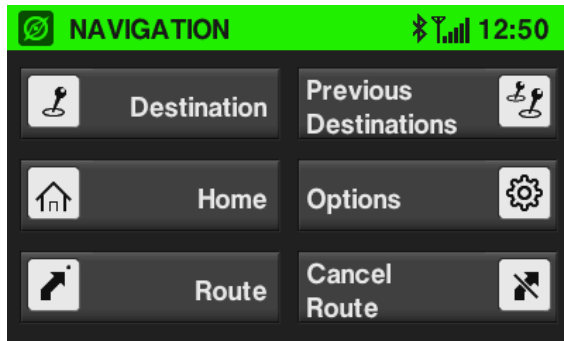 NAVIGATION 12:50
Destination
Previous
Destinations
Home
Options
Route
Cancel
Route